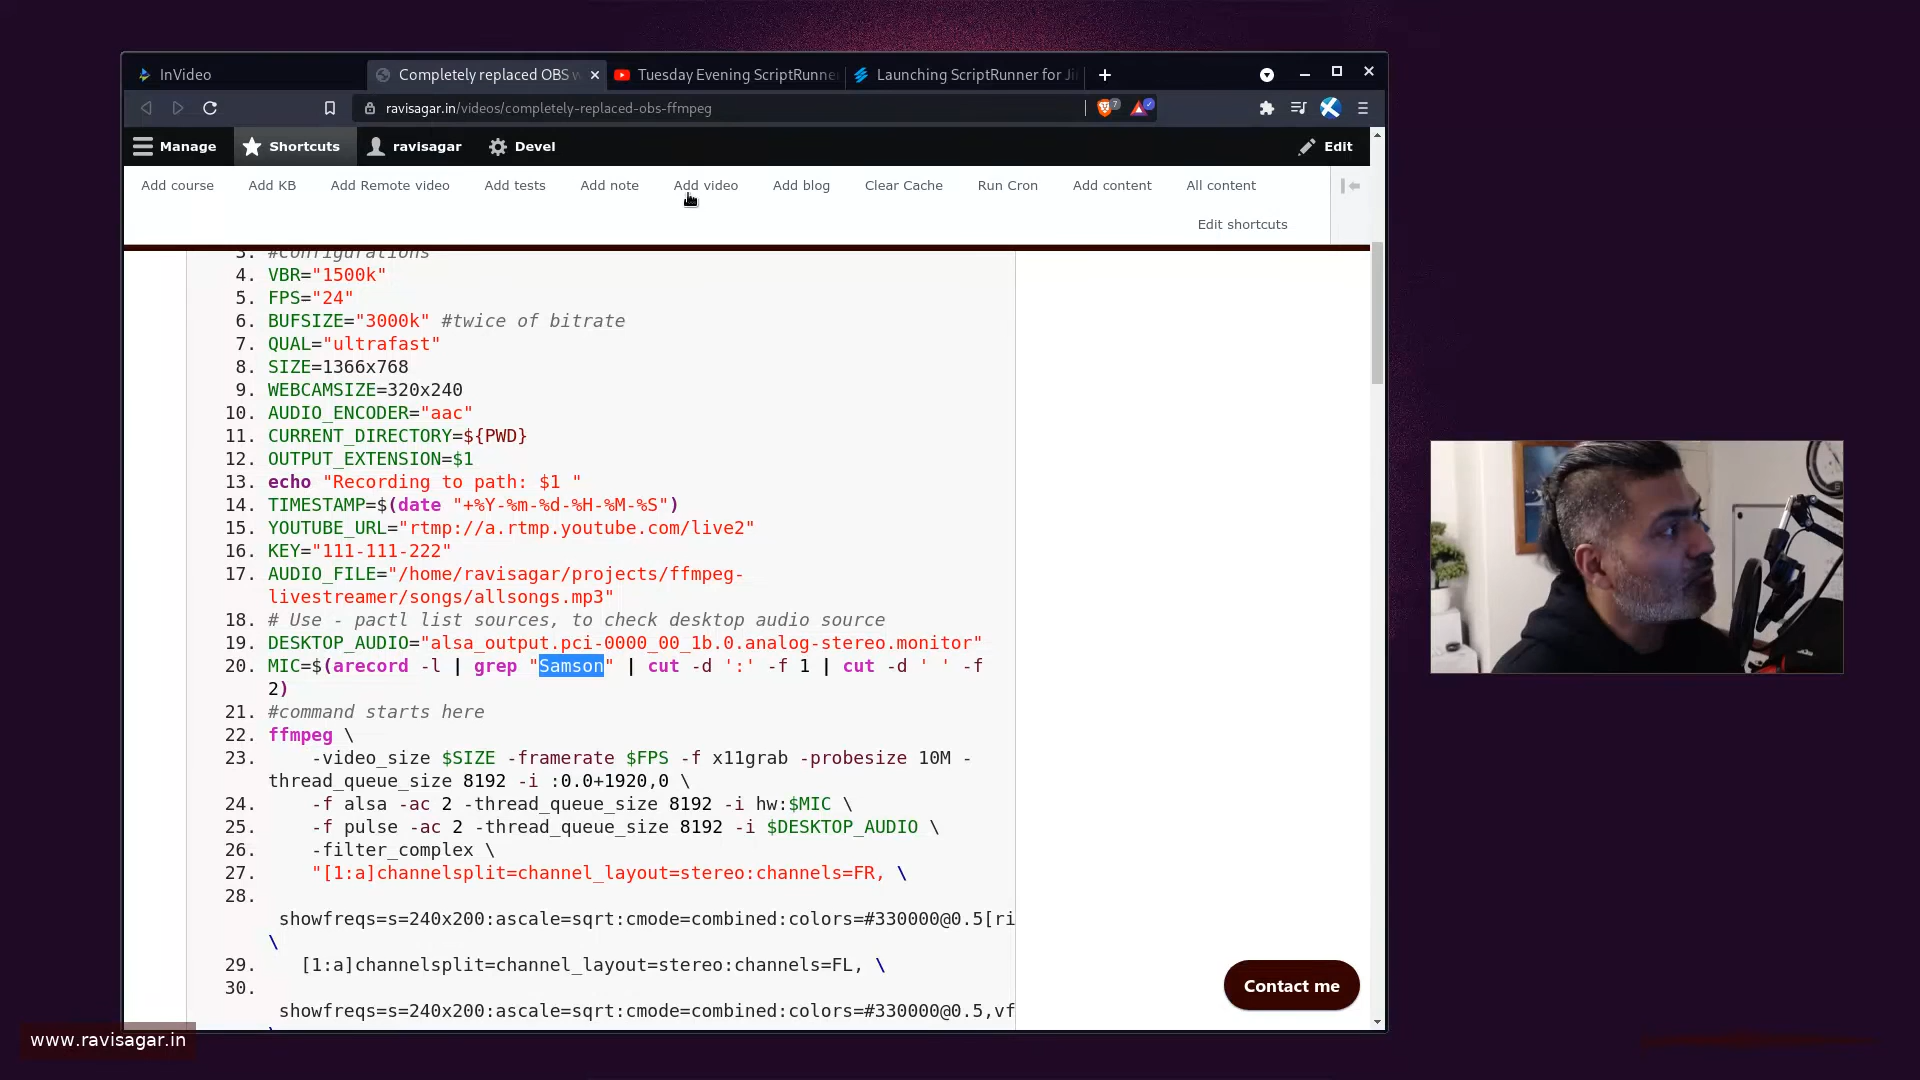 InVideo
Completely replaced OBS w
Tuesday Evening ScriptRunne
Launching ScriptRunner for Ji
ravisagar.in/videos/completely-replaced-obs-ffmpeg
7
Manage
Shortcuts
ravisagar
Devel
Edit
Add course
Add KB
Add Remote video
Add tests
Add note
Add video
Add blog
Clear Cache
Run Cron
Add content
All content
Edit shortcuts
3. #Configurations
4. VBR="1500k"
5. FPS="24"
6. BUFSIZE="3000k" #twice of bitrate
7. QUAL="ultrafast"
8. SIZE=1366x768
9. WEBCAMSIZE=320x240
10. AUDIO_ENCODER="aac"
11. CURRENT_DIRECTORY=${PWD}
12. OUTPUT_EXTENSION=$1
13. echo "Recording to path: $1 "
14. TIMESTAMP=$(date "+%Y-%m-%d-%H-%M-%S")
15. YOUTUBE_URL="rtmp://a.rtmp.youtube.com/live2"
16. KEY="111-111-222"
17. AUDIO_FILE="/home/ravisagar/projects/ffmpeg-
livestreamer/songs/allsongs.mp3"
18. # Use - pactl list sources, to check desktop audio source
19. DESKTOP_AUDIO="alsa_output.pci-0000_00_1b.0.analog-stereo.monitor"
20. MIC=$(arecord -l | grep "Samson" | cut -d ':' -f 1 | cut -d ' ' -f
2)
21. #command starts here
22. ffmpeg \
23. -video_size $SIZE -framerate $FPS -f x11grab -probesize 10M -
thread_queue_size 8192 -i :0.0+1920,0 \
24. -f alsa -ac 2 -thread_queue_size 8192 -i hw:$MIC \
25. -f pulse -ac 2 -thread_queue_size 8192 -i $DESKTOP_AUDIO \
26. -filter_complex \
27. "[1:a]channelsplit=channel_layout=stereo:channels=FR, \
28.
showfreqs=s=240x200:ascale=sqrt:cmode=combined:colors=#330000@0.5[ri
\
29. [1:a]channelsplit=channel_layout=stereo:channels=FL, \
30.
showfreqs=s=240x200:ascale=sqrt:cmode=combined:colors=#330000@0.5,vf
Contact me
www.ravisagar.in